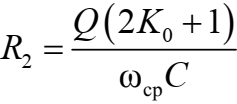 R₂ = Q(2K₀ + 1) / ω_ср C